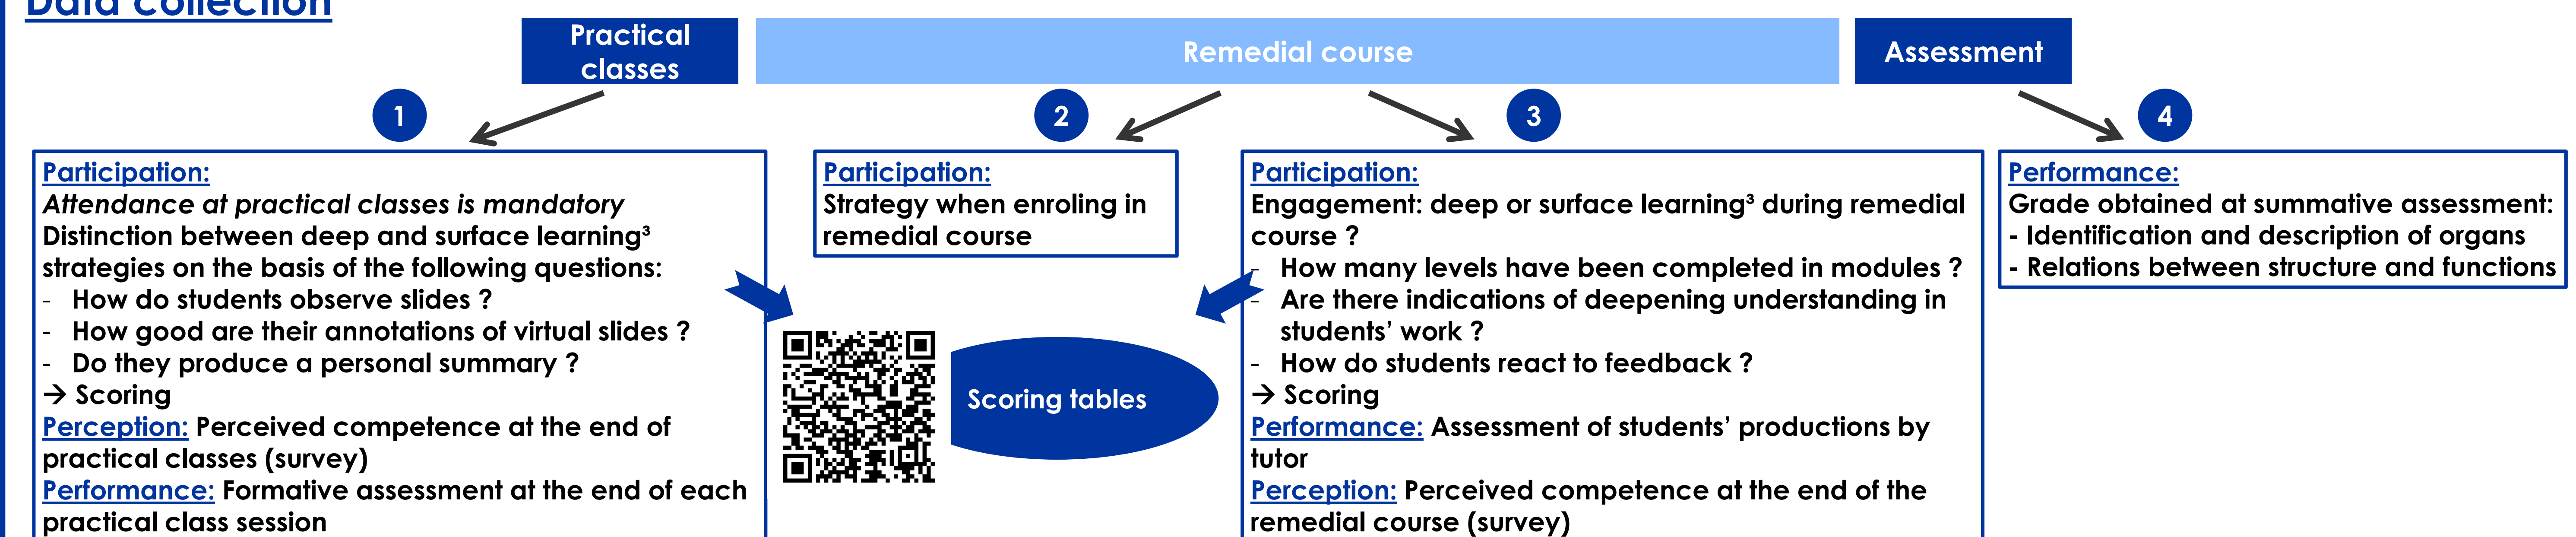 Data collection
Practical
classes
Remedial course
Assessment
1
2
3
4
Participation:
Attendance at practical classes is mandatory
Distinction between deep and surface learning³
strategies on the basis of the following questions:
- How do students observe slides ?
- How good are their annotations of virtual slides ?
- Do they produce a personal summary ?
→ Scoring
Perception: Perceived competence at the end of
practical classes (survey)
Performance: Formative assessment at the end of each
practical class session
Participation:
Strategy when enroling in
remedial course
Scoring tables
Participation:
Engagement: deep or surface learning³ during remedial
course ?
- How many levels have been completed in modules ?
- Are there indications of deepening understanding in
students’ work ?
- How do students react to feedback ?
→ Scoring
Performance: Assessment of students’ productions by
tutor
Perception: Perceived competence at the end of the
remedial course (survey)
Performance:
Grade obtained at summative assessment:
- Identification and description of organs
- Relations between structure and functions